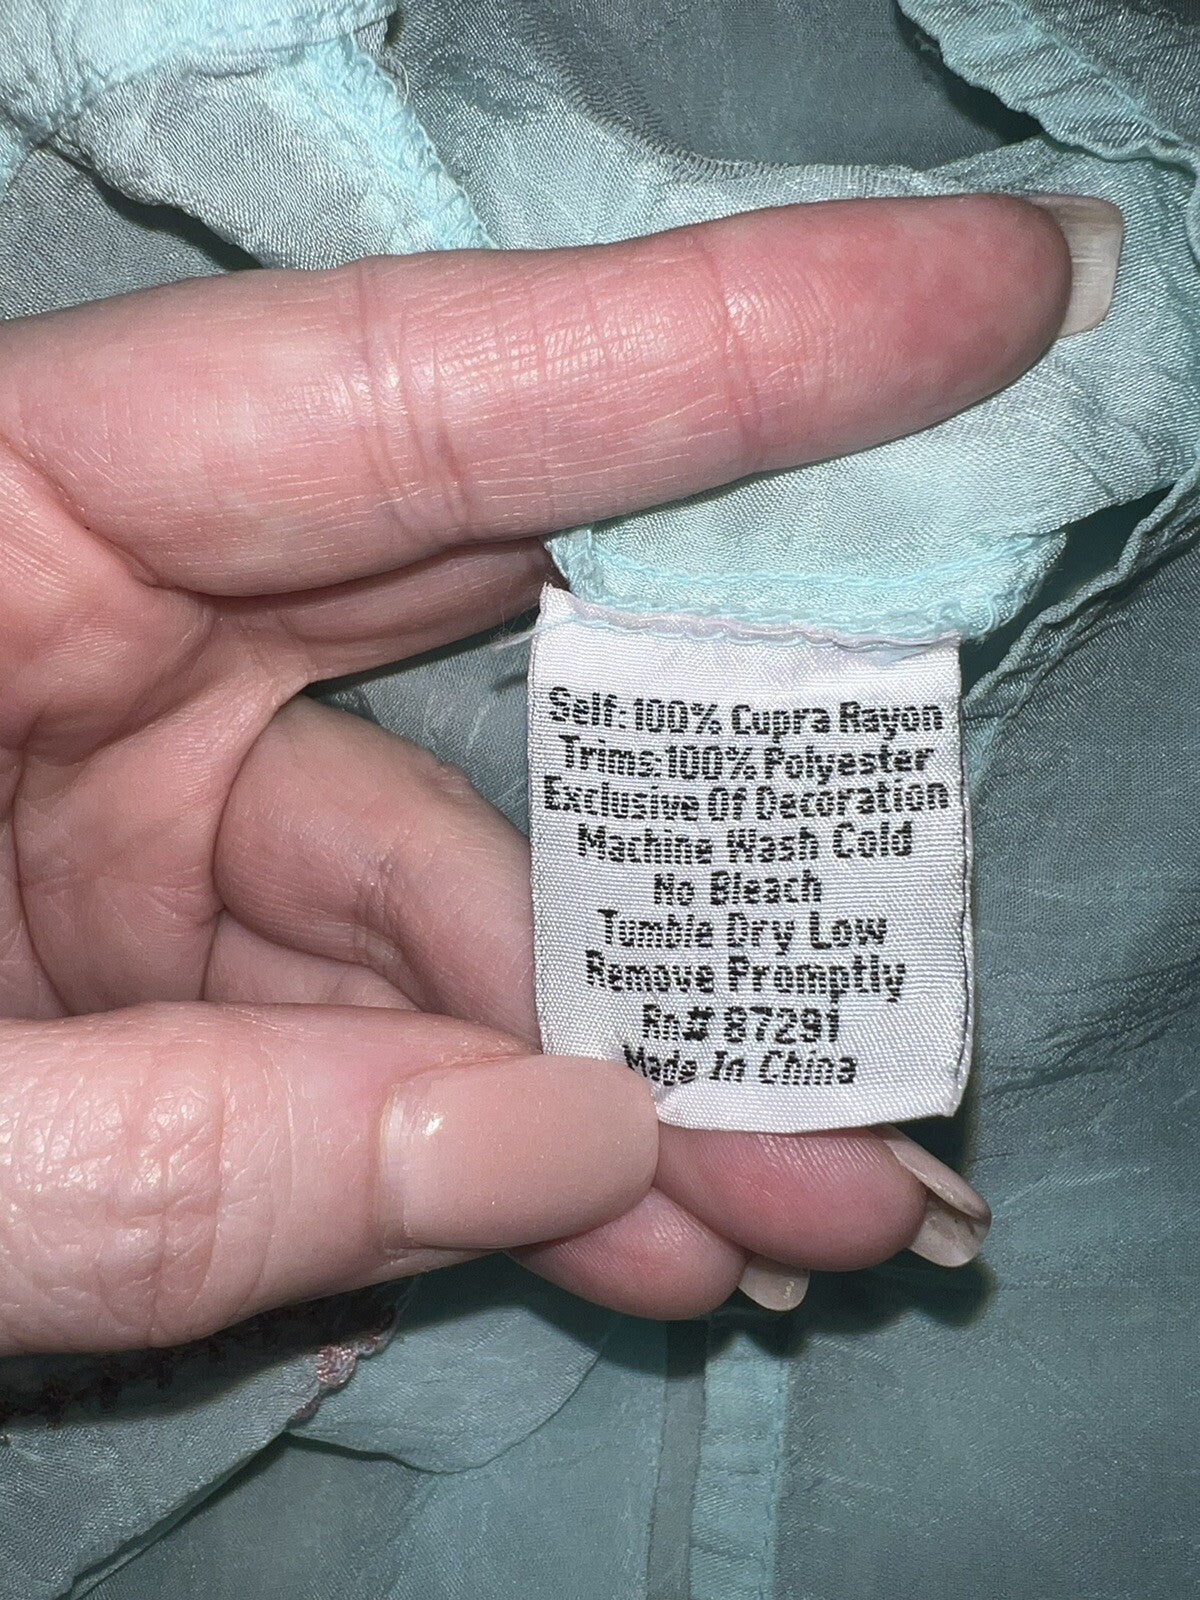 Self: 100% Cupra Rayon
Trims: 100% Polyester
Exclusive Of Decoration
Machine Wash Cold
No Bleach
Tumble Dry Low
Remove Promptly
Rn# 87291
Made In China